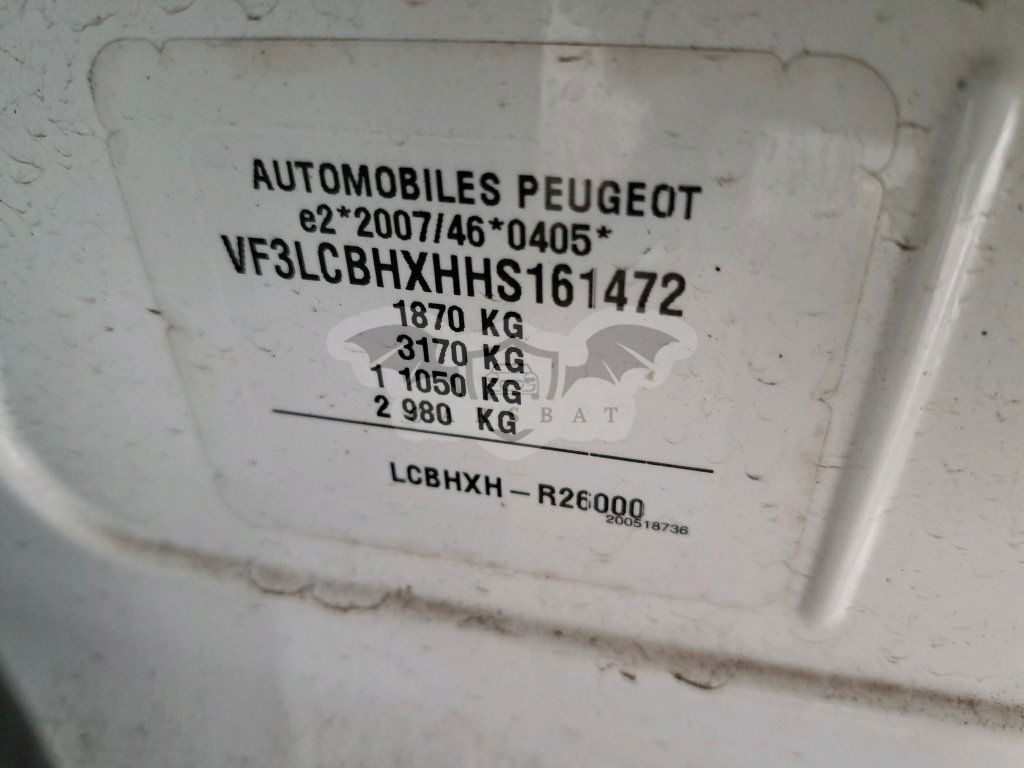 AUTOMOBILES PEUGEOT
e2*2007/46*0405*
VF3LCBHXHHS161472
1870 KG
3170 KG
1 1050 KG
2 980 KG
BAT
LCBHXH - R26000
200518736